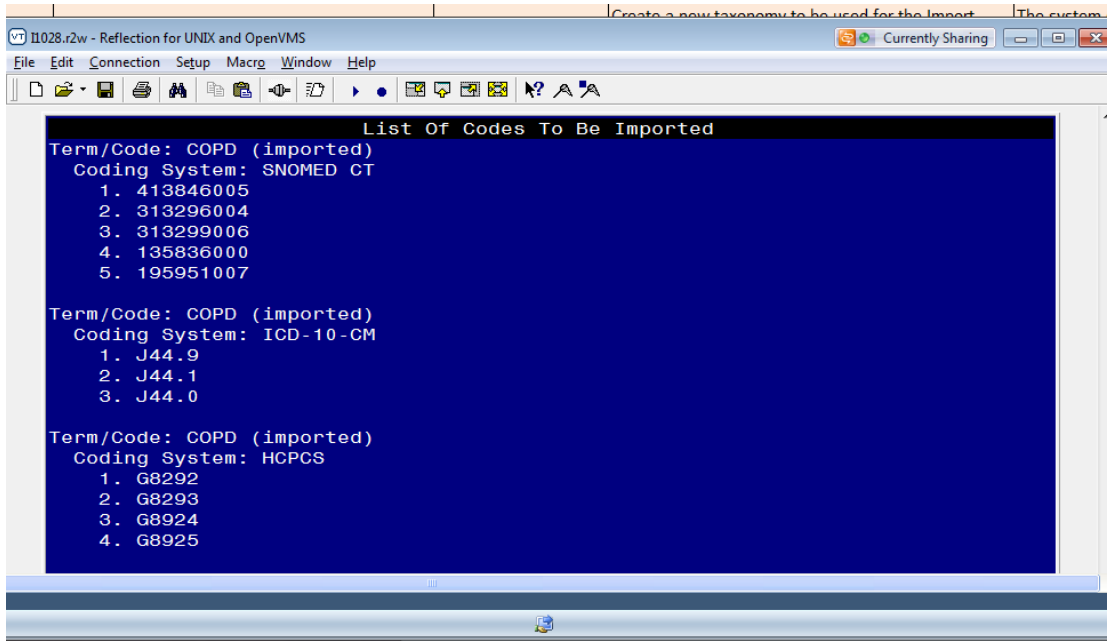 Create a new taxonomy to be used for the Import
The system
VT I1028.r2w - Reflection for UNIX and OpenVMS
Currently Sharing
File Edit Connection Setup Macro Window Help
List Of Codes To Be Imported
Term/Code: COPD (imported)
Coding System: SNOMED CT
1. 413846005
2. 313296004
3. 313299006
4. 135836000
5. 195951007
Term/Code: COPD (imported)
Coding System: ICD-10-CM
1. J44.9
2. J44.1
3. J44.0
Term/Code: COPD (imported)
Coding System: HCPCS
1. G8292
2. G8293
3. G8924
4. G8925